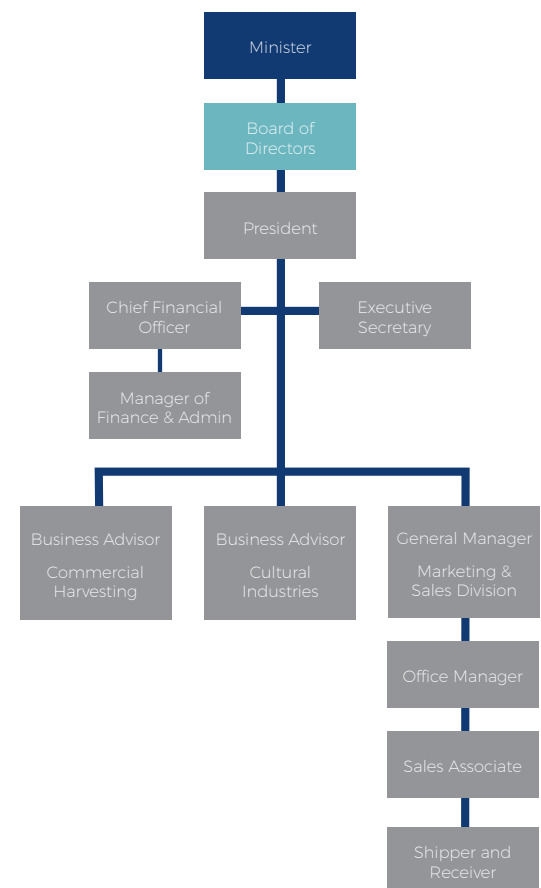 Minister
Board of
Directors
President
Chief Financial
Officer
Executive
Secretary
Manager of
Finance & Admin
Business Advisor
Commercial
Harvesting
Business Advisor
Cultural
Industries
General Manager
Marketing &
Sales Division
Office Manager
Sales Associate
Shipper and
Receiver